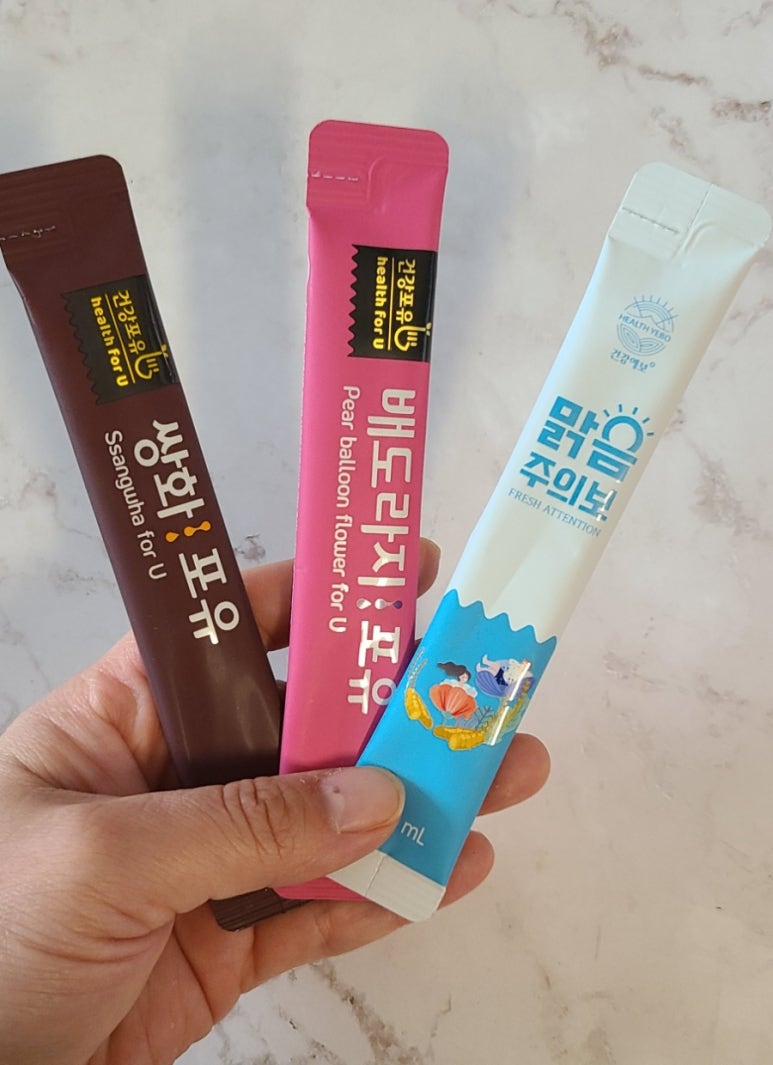 건강포유
health for U
쌍화:포유
Ssangwha for U
건강포유
health for U
배도라지:포유
Pear balloon flower for U
HEALTH YEBO
건강예보
맑음
주의보
FRESH ATTENTION
mL